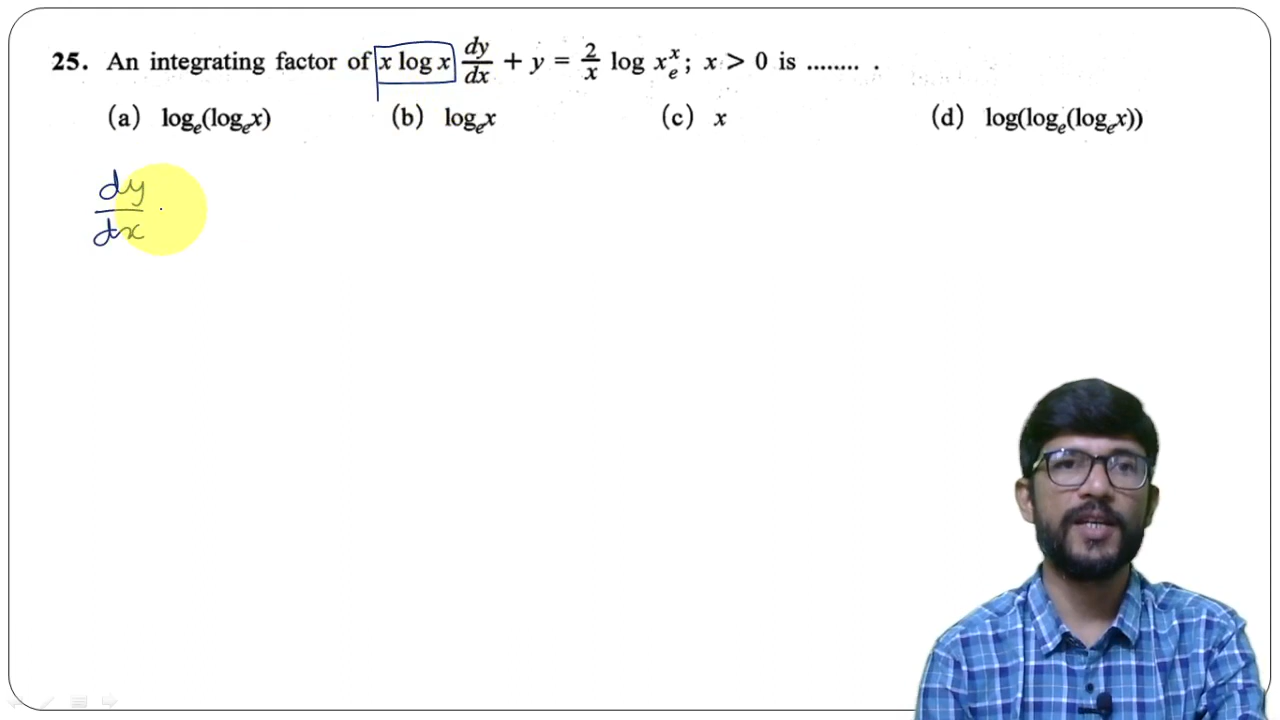 25. An integrating factor of x log x dy/dx + y = 2/x log x_e^x; x > 0 is ........ .
(a) log_e(log_e x) (b) log_e x (c) x (d) log(log_e(log_e x))
dy/dx